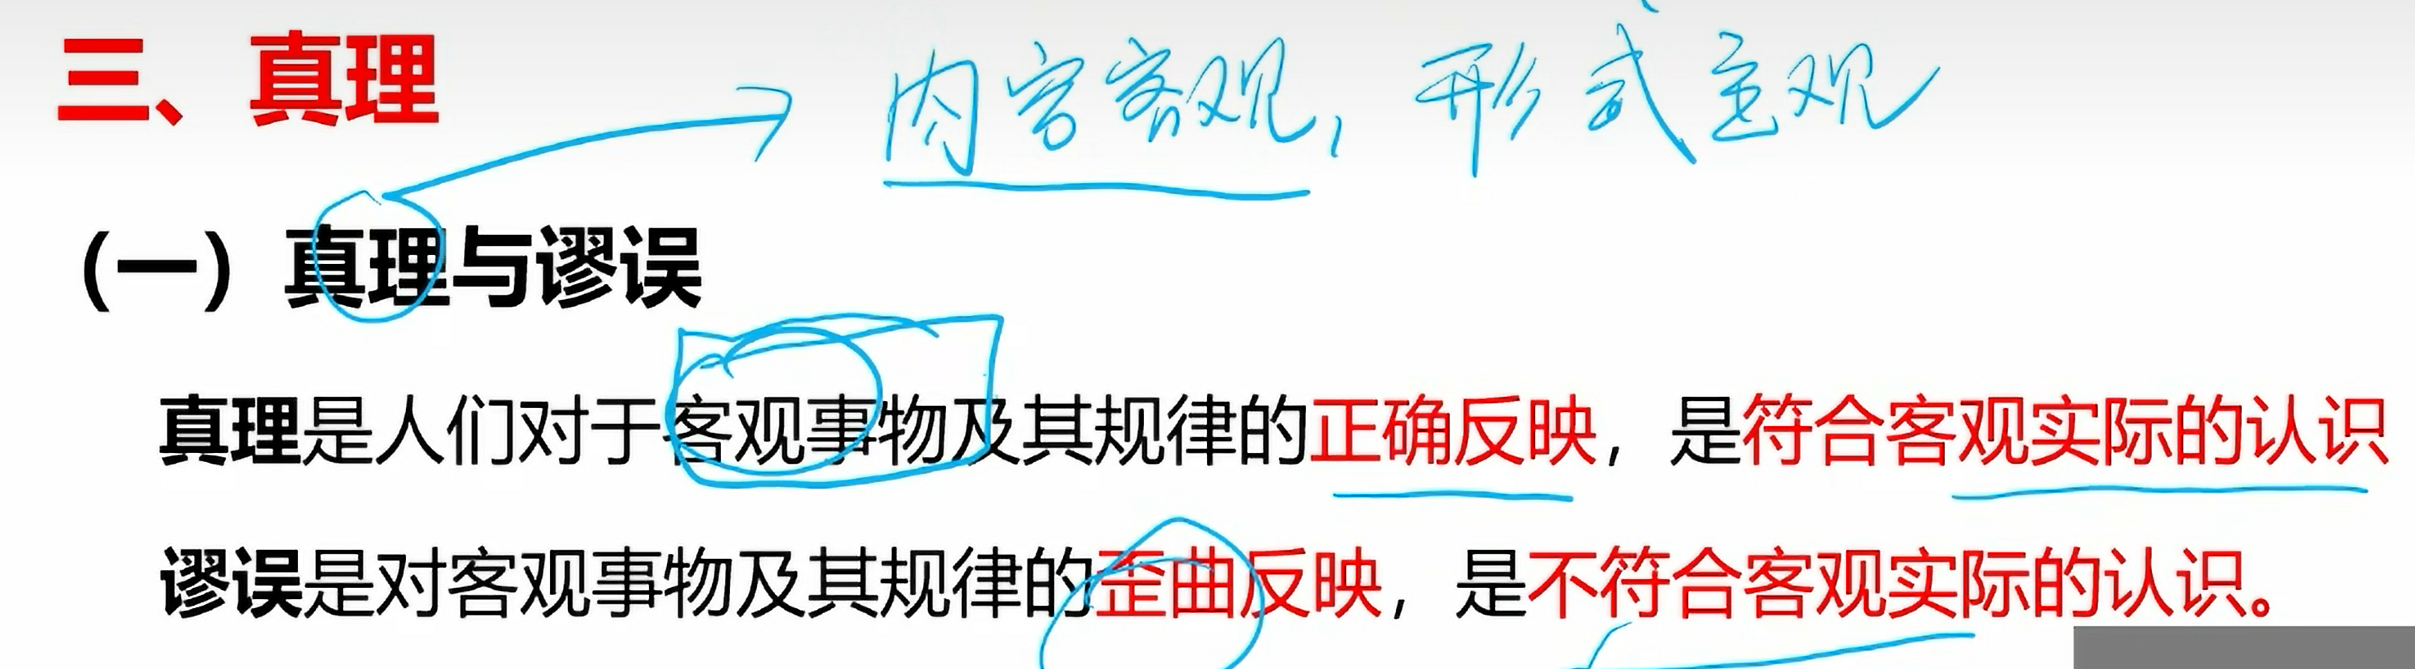 三、真理
内容客观，形式主观
（一）真理与谬误
真理是人们对于客观事物及其规律的正确反映，是符合客观实际的认识
谬误是对客观事物及其规律的歪曲反映，是不符合客观实际的认识。